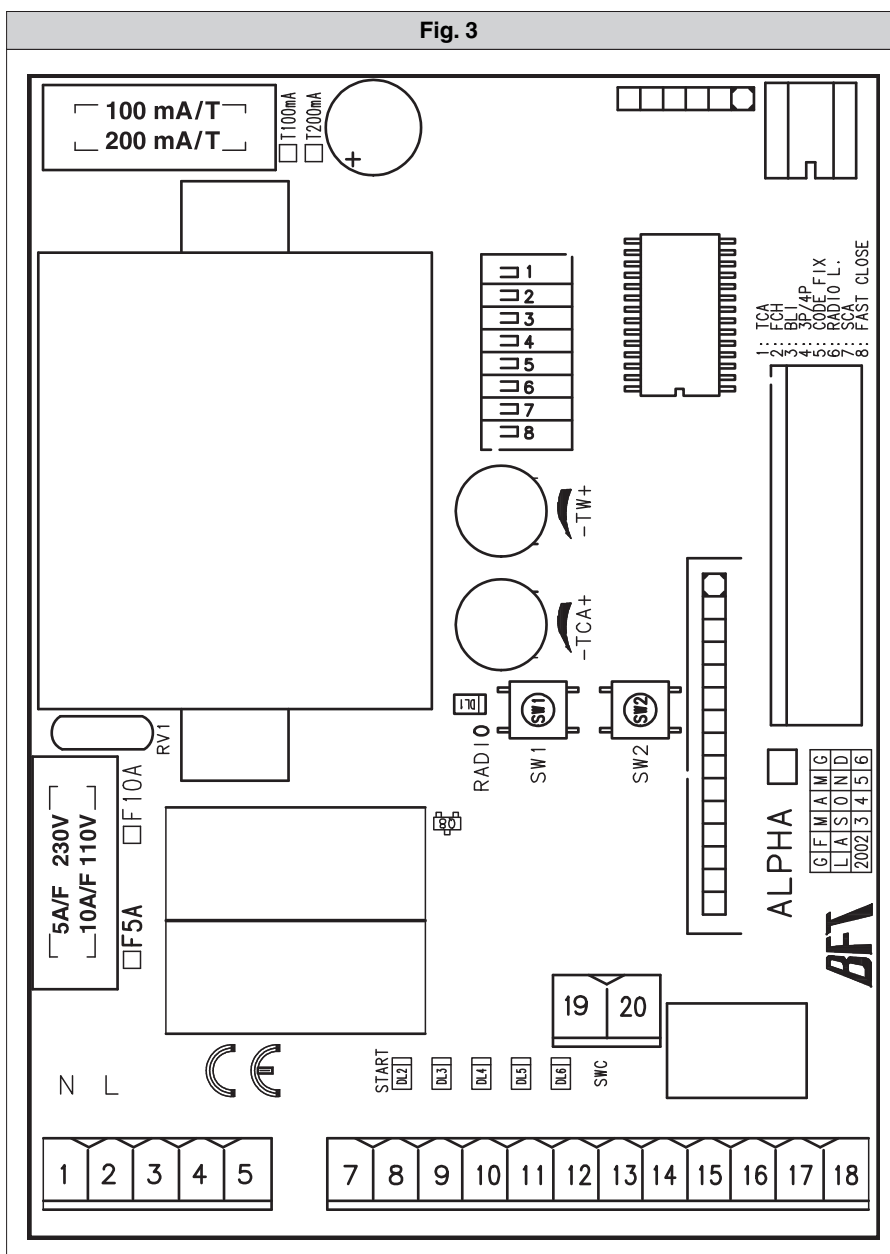 Fig. 3
100 mA/T
200 mA/T
T100mA
T200mA
+
1
2
3
4
5
6
7
8
1: TCA
2: FCH
3: BLI
4: 3P/4P
5: CODE FIX
6: RADIO L.
7: SCA
8: FAST CLOSE
-TW+
-TCA+
DL1
RADIO
SW1
SW1
SW2
SW2
RV1
5A/F 230V
10A/F 110V
F10A
F5A
ALPHA
G F M A M G
L A S O N D
2002 3 4 5 6
BFT
19 20
N L
CE
START
DL2
DL3
DL4
DL5
DL6
SWC
1 2 3 4 5
7 8 9 10 11 12 13 14 15 16 17 18